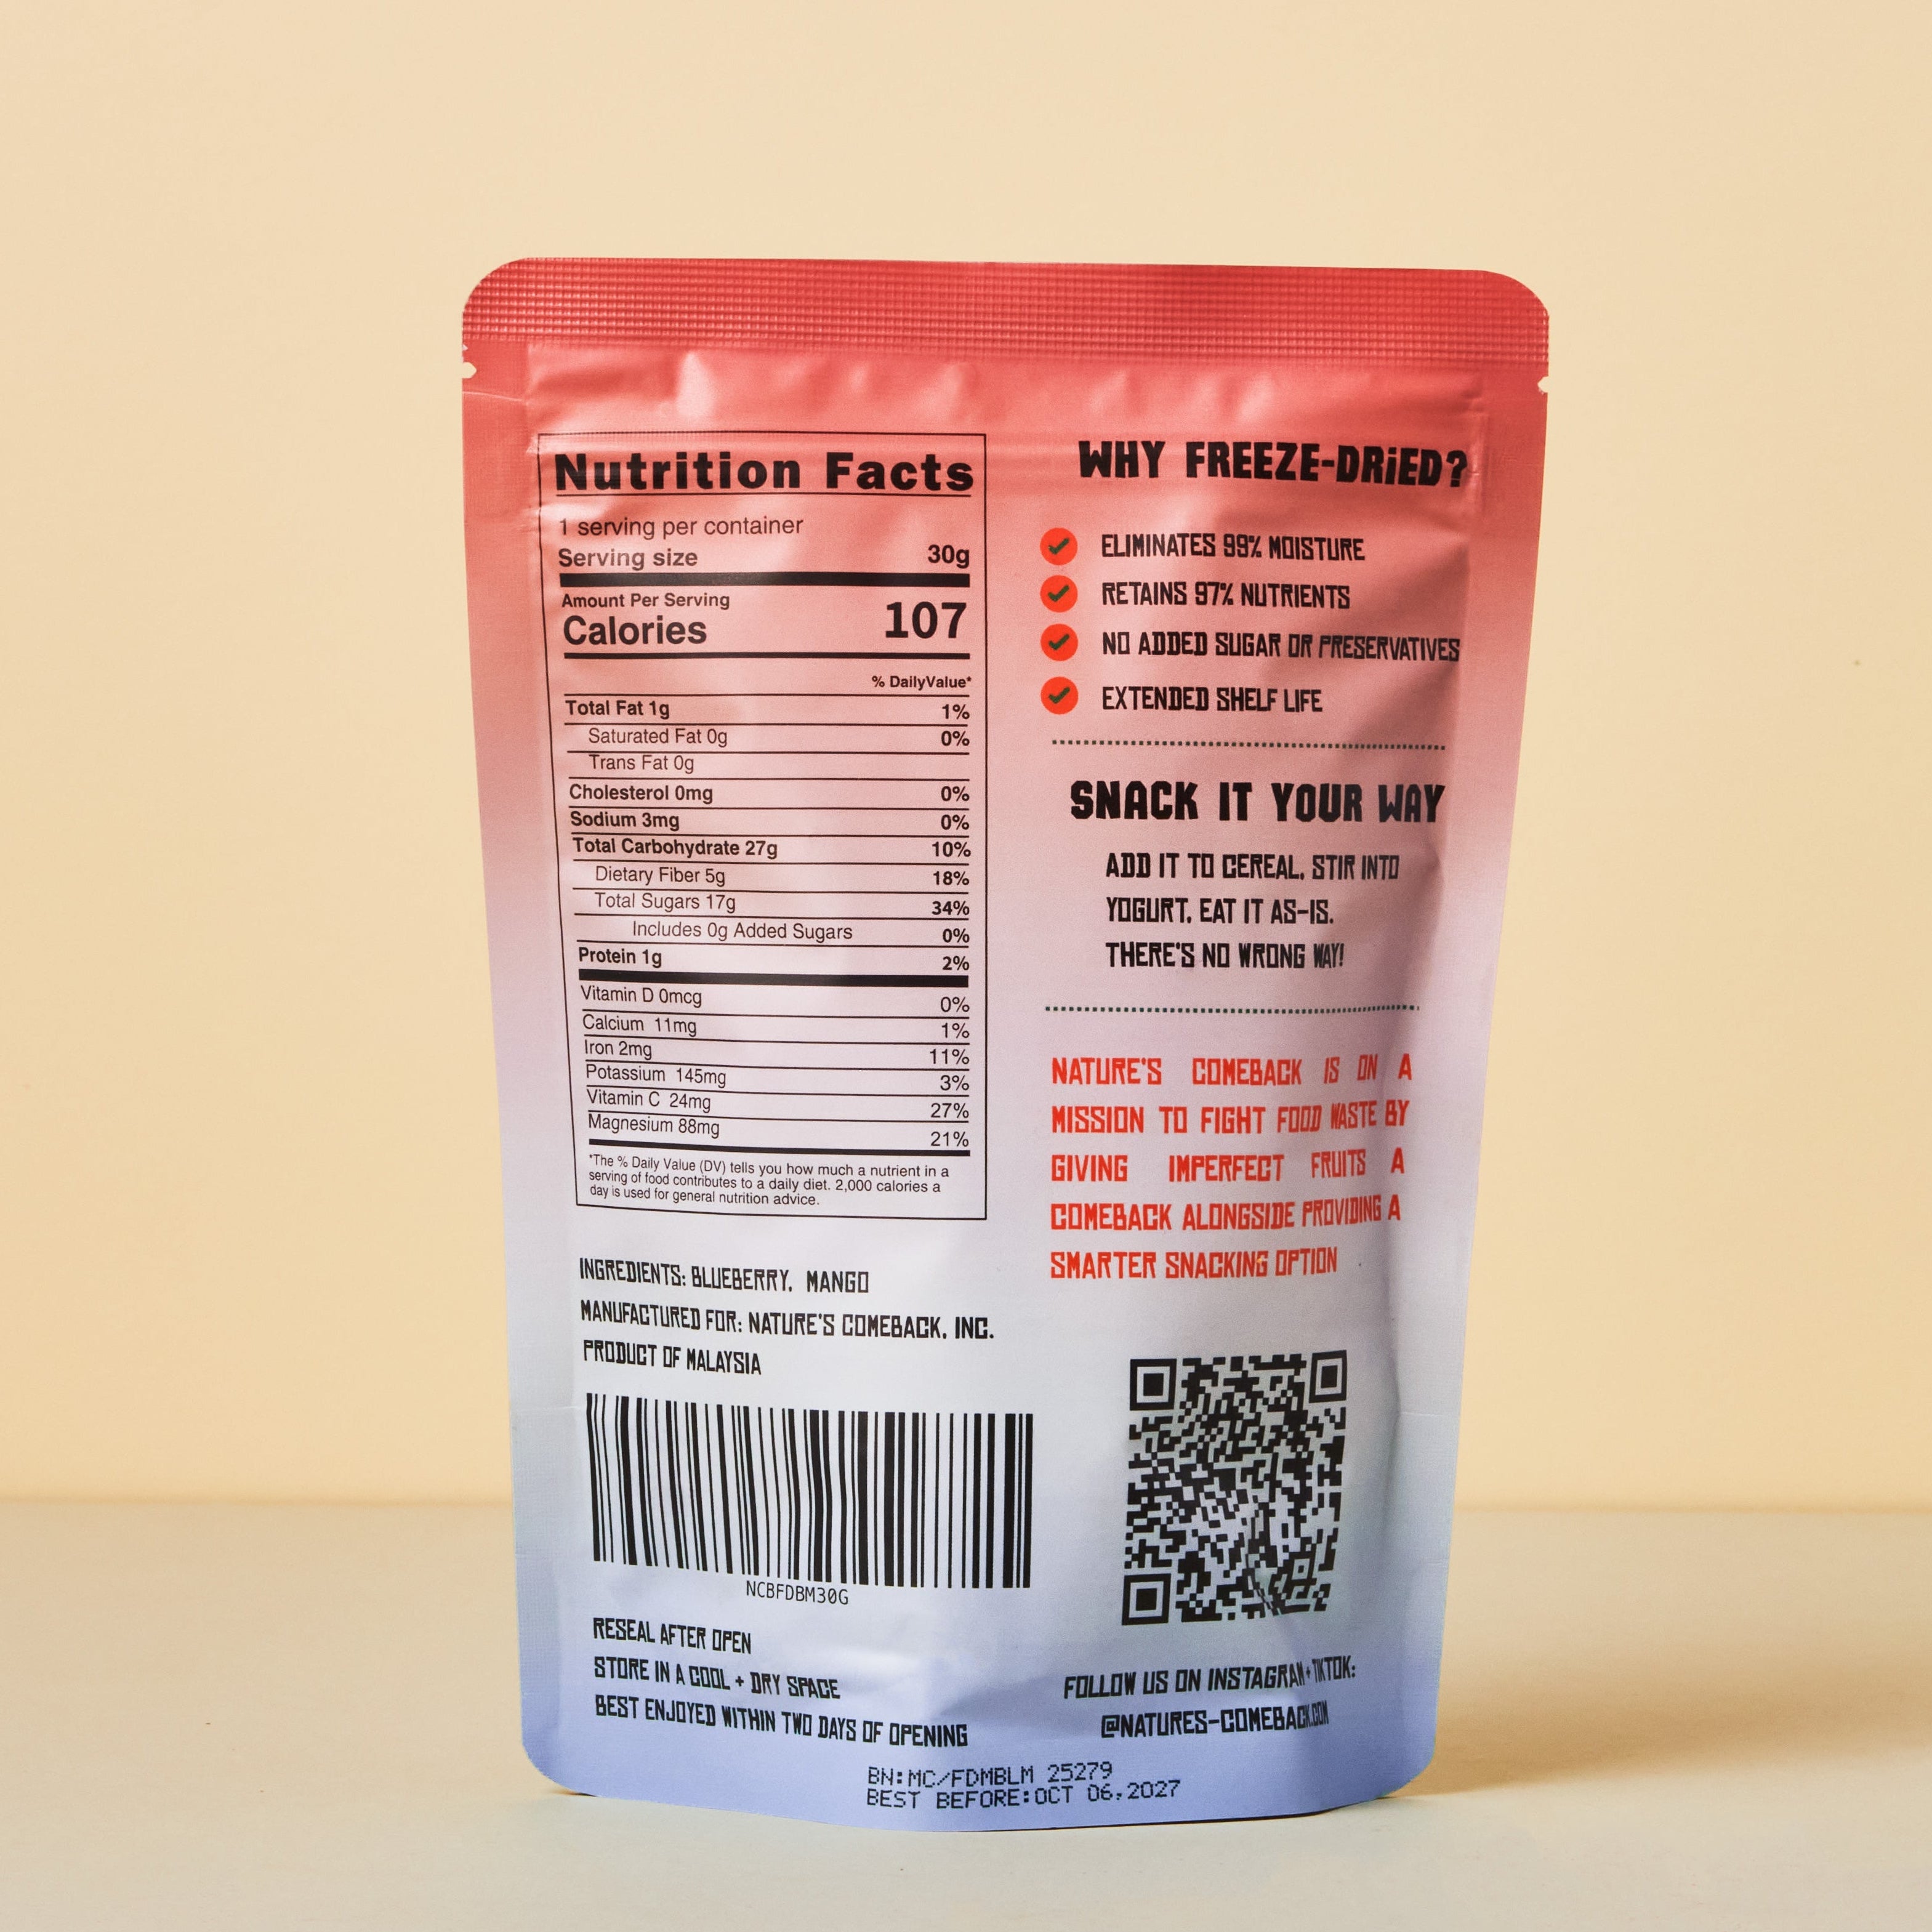 Nutrition Facts
1 serving per container
Serving size 30g
Amount Per Serving
Calories 107
% DailyValue*
Total Fat 1g 1%
Saturated Fat 0g 0%
Trans Fat 0g
Cholesterol 0mg 0%
Sodium 3mg 0%
Total Carbohydrate 27g 10%
Dietary Fiber 5g 18%
Total Sugars 17g 34%
Includes 0g Added Sugars 0%
Protein 1g 2%
Vitamin D 0mcg 0%
Calcium 11mg 1%
Iron 2mg 11%
Potassium 145mg 3%
Vitamin C 24mg 27%
Magnesium 88mg 21%
*The % Daily Value (DV) tells you how much a nutrient in a
serving of food contributes to a daily diet. 2,000 calories a
day is used for general nutrition advice.
INGREDIENTS: BLUEBERRY, MANGO
MANUFACTURED FOR: NATURE'S COMEBACK, INC.
PRODUCT OF MALAYSIA
NCBFDBM30G
RESEAL AFTER OPEN
STORE IN A COOL + DRY SPACE
BEST ENJOYED WITHIN TWO DAYS OF OPENING
WHY FREEZE-DRiED?
ELIMINATES 99% MOISTURE
RETAINS 97% NUTRIENTS
NO ADDED SUGAR OR PRESERVATIVES
EXTENDED SHELF LIFE
SNACK IT YOUR WAY
ADD IT TO CEREAL, STIR INTO
YOGURT, EAT IT AS-IS.
THERE'S NO WRONG WAY!
NATURE'S COMEBACK IS ON A
MISSION TO FIGHT FOOD WASTE BY
GIVING IMPERFECT FRUITS A
COMEBACK ALONGSIDE PROVIDING A
SMARTER SNACKING OPTION
FOLLOW US ON INSTAGRAM + TIKTOK:
@NATURES-COMEBACK.COM
BN:MC/FDMBLM 25279
BEST BEFORE:OCT 06,2027